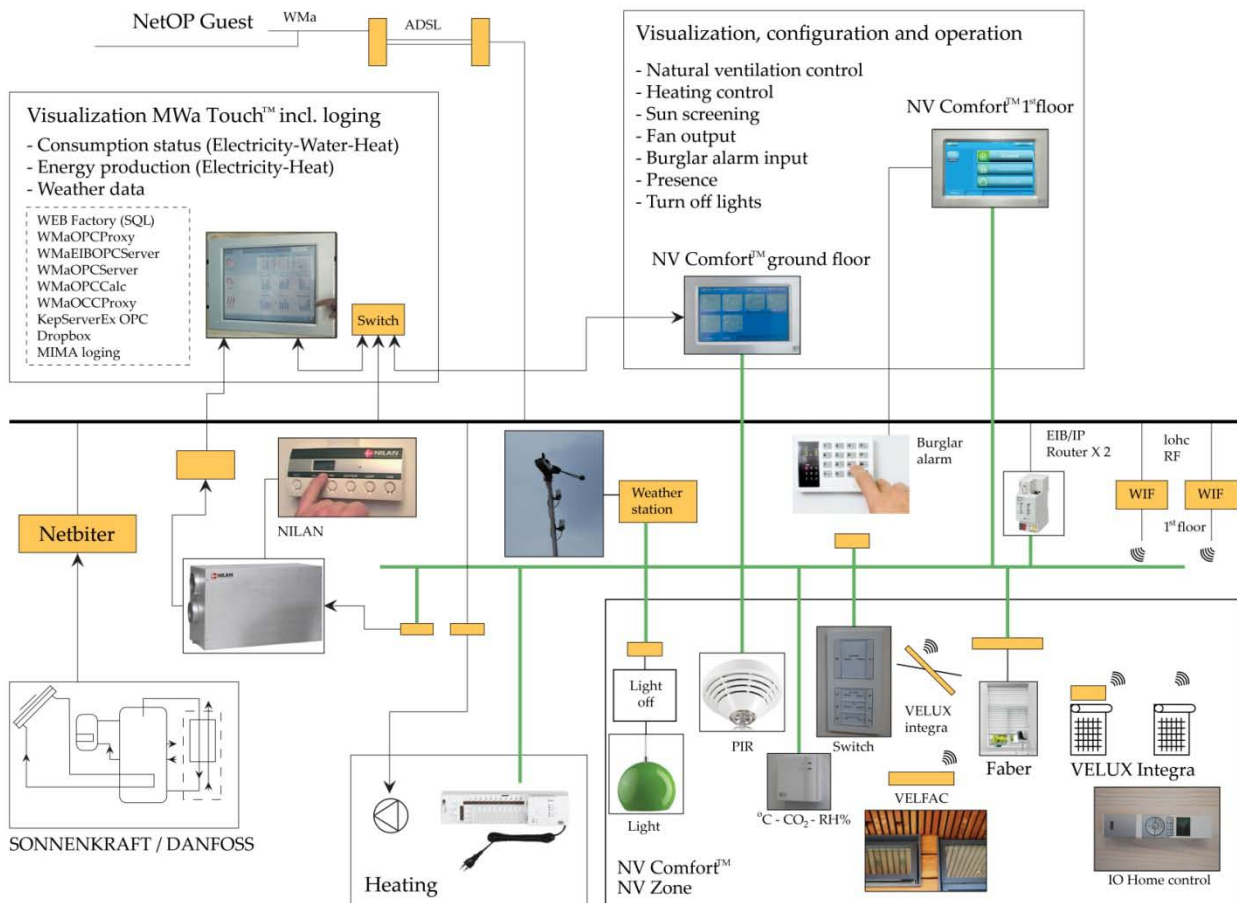 NetOP Guest
WMa
ADSL
Visualization MWa Touch™ incl. loging
- Consumption status (Electricity-Water-Heat)
- Energy production (Electricity-Heat)
- Weather data
WEB Factory (SQL)
WMaOPCProxy
WMaEIBOPCServer
WMaOPCServer
WMaOPCCalc
WMaOCCProxy
KepServerEx OPC
Dropbox
MIMA loging
Switch
Visualization, configuration and operation
- Natural ventilation control
- Heating control
- Sun screening
- Fan output
- Burglar alarm input
- Presence
- Turn off lights
NV Comfort™ 1st floor
NV Comfort™ ground floor
Netbiter
NILAN
NILAN
NILAN
Weather
station
Burglar
alarm
EIB/IP
Router X 2
lohc
RF
WIF
WIF
1st floor
SONNENKRAFT / DANFOSS
Heating
Light
off
Light
PIR
°C - CO2 - RH%
Switch
VELUX
integra
VELFAC
Faber
VELUX Integra
IO Home control
NV Comfort™
NV Zone